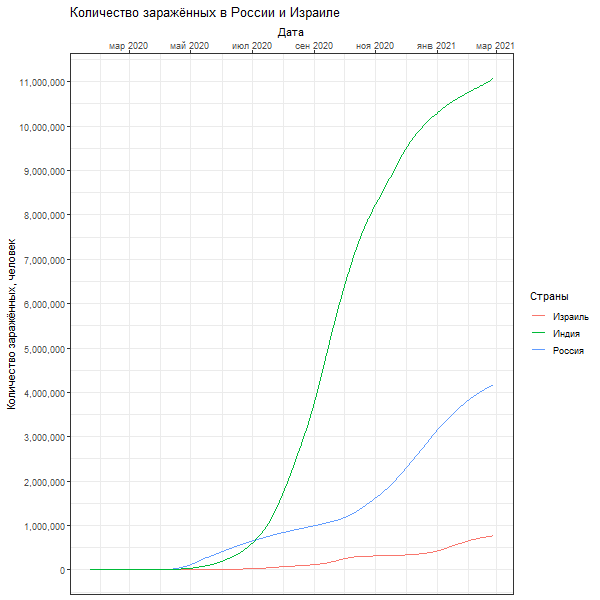 Количество заражённых в России и Израиле
Дата
мар 2020 май 2020 июл 2020 сен 2020 ноя 2020 янв 2021 мар 2021
11,000,000
10,000,000
9,000,000
8,000,000
7,000,000
6,000,000
5,000,000
4,000,000
3,000,000
2,000,000
1,000,000
0
Количество заражённых, человек
Страны
Израиль
Индия
Россия